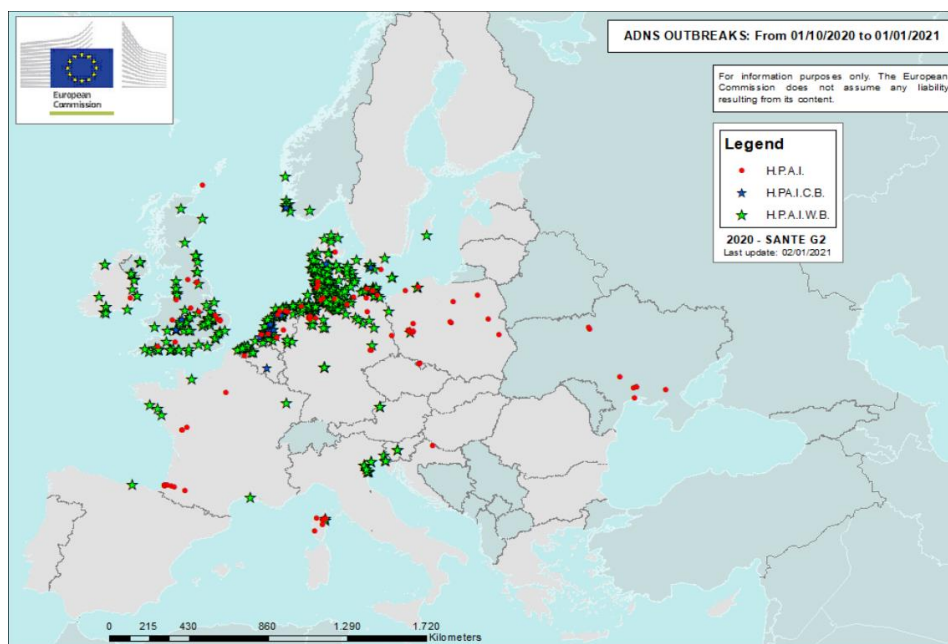 European
Commission
ADNS OUTBREAKS: From 01/10/2020 to 01/01/2021
For information purposes only. The European
Commission does not assume any liability
resulting from its content.
Legend
H.P.A.I.
H.P.A.I.C.B.
H.P.A.I.W.B.
2020 - SANTE G2
Last update: 02/01/2021
0 215 430 860 1.290 1.720
Kilometers